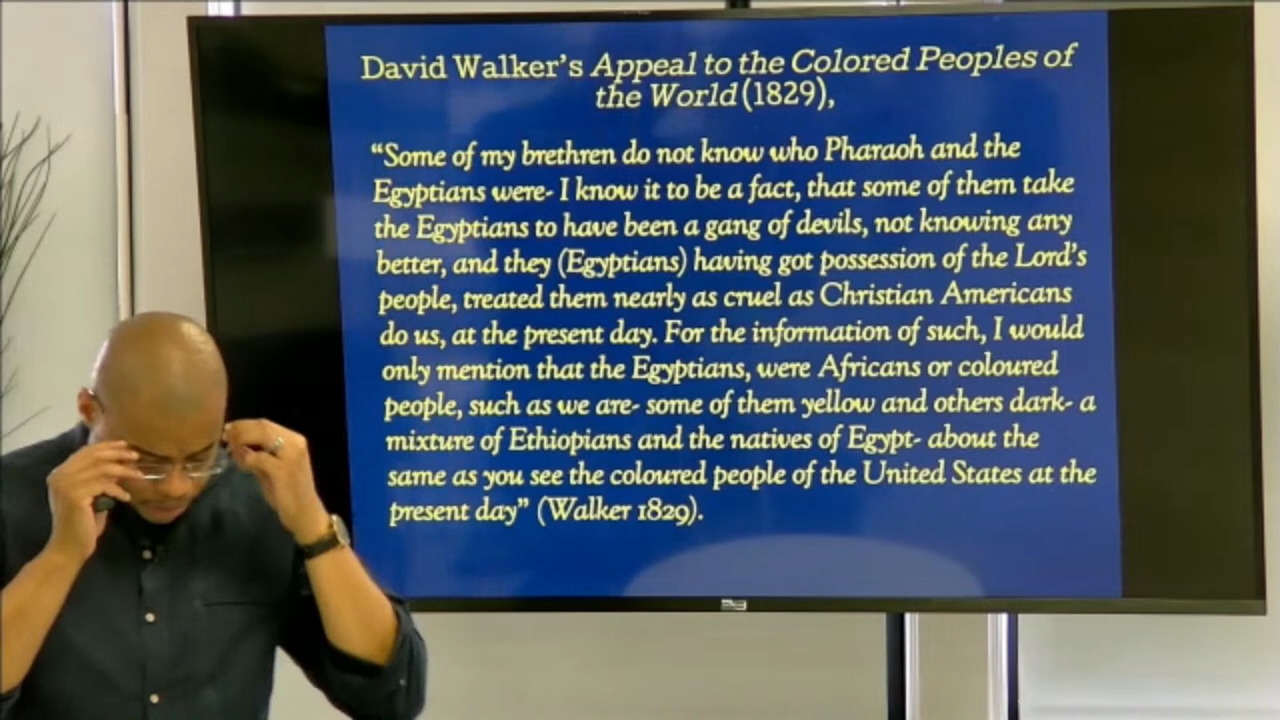 David Walker's Appeal to the Colored Peoples of
the World (1829),
“Some of my brethren do not know who Pharaoh and the
Egyptians were- I know it to be a fact, that some of them take
the Egyptians to have been a gang of devils, not knowing any
better, and they (Egyptians) having got possession of the Lord's
people, treated them nearly as cruel as Christian Americans
do us, at the present day. For the information of such, I would
only mention that the Egyptians, were Africans or coloured
people, such as we are- some of them yellow and others dark- a
mixture of Ethiopians and the natives of Egypt- about the
same as you see the coloured people of the United States at the
present day” (Walker 1829).